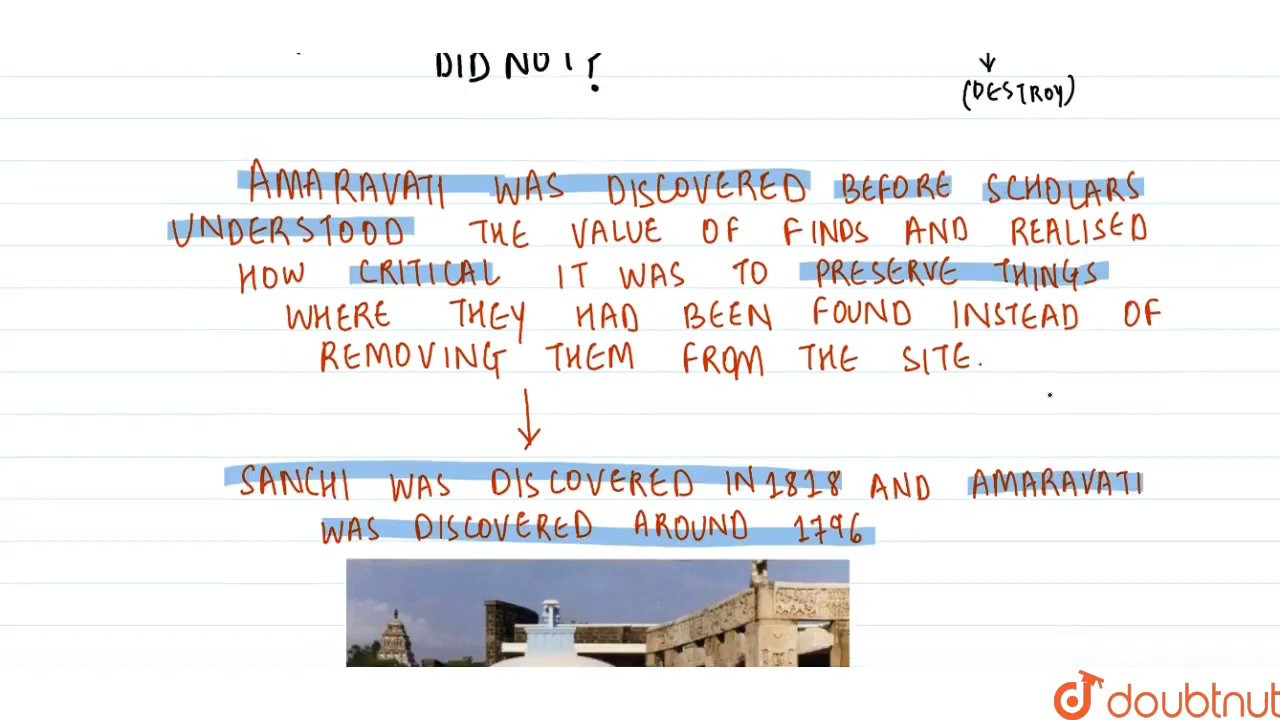 DID NOT?
(DESTROY)
AMARAVATI WAS DISCOVERED BEFORE SCHOLARS
UNDERSTOOD THE VALUE OF FINDS AND REALISED
HOW CRITICAL IT WAS TO PRESERVE THINGS
WHERE THEY HAD BEEN FOUND INSTEAD OF
REMOVING THEM FROM THE SITE.
SANCHI WAS DISCOVERED IN 1818 AND AMARAVATI
WAS DISCOVERED AROUND 1796
doubtnut